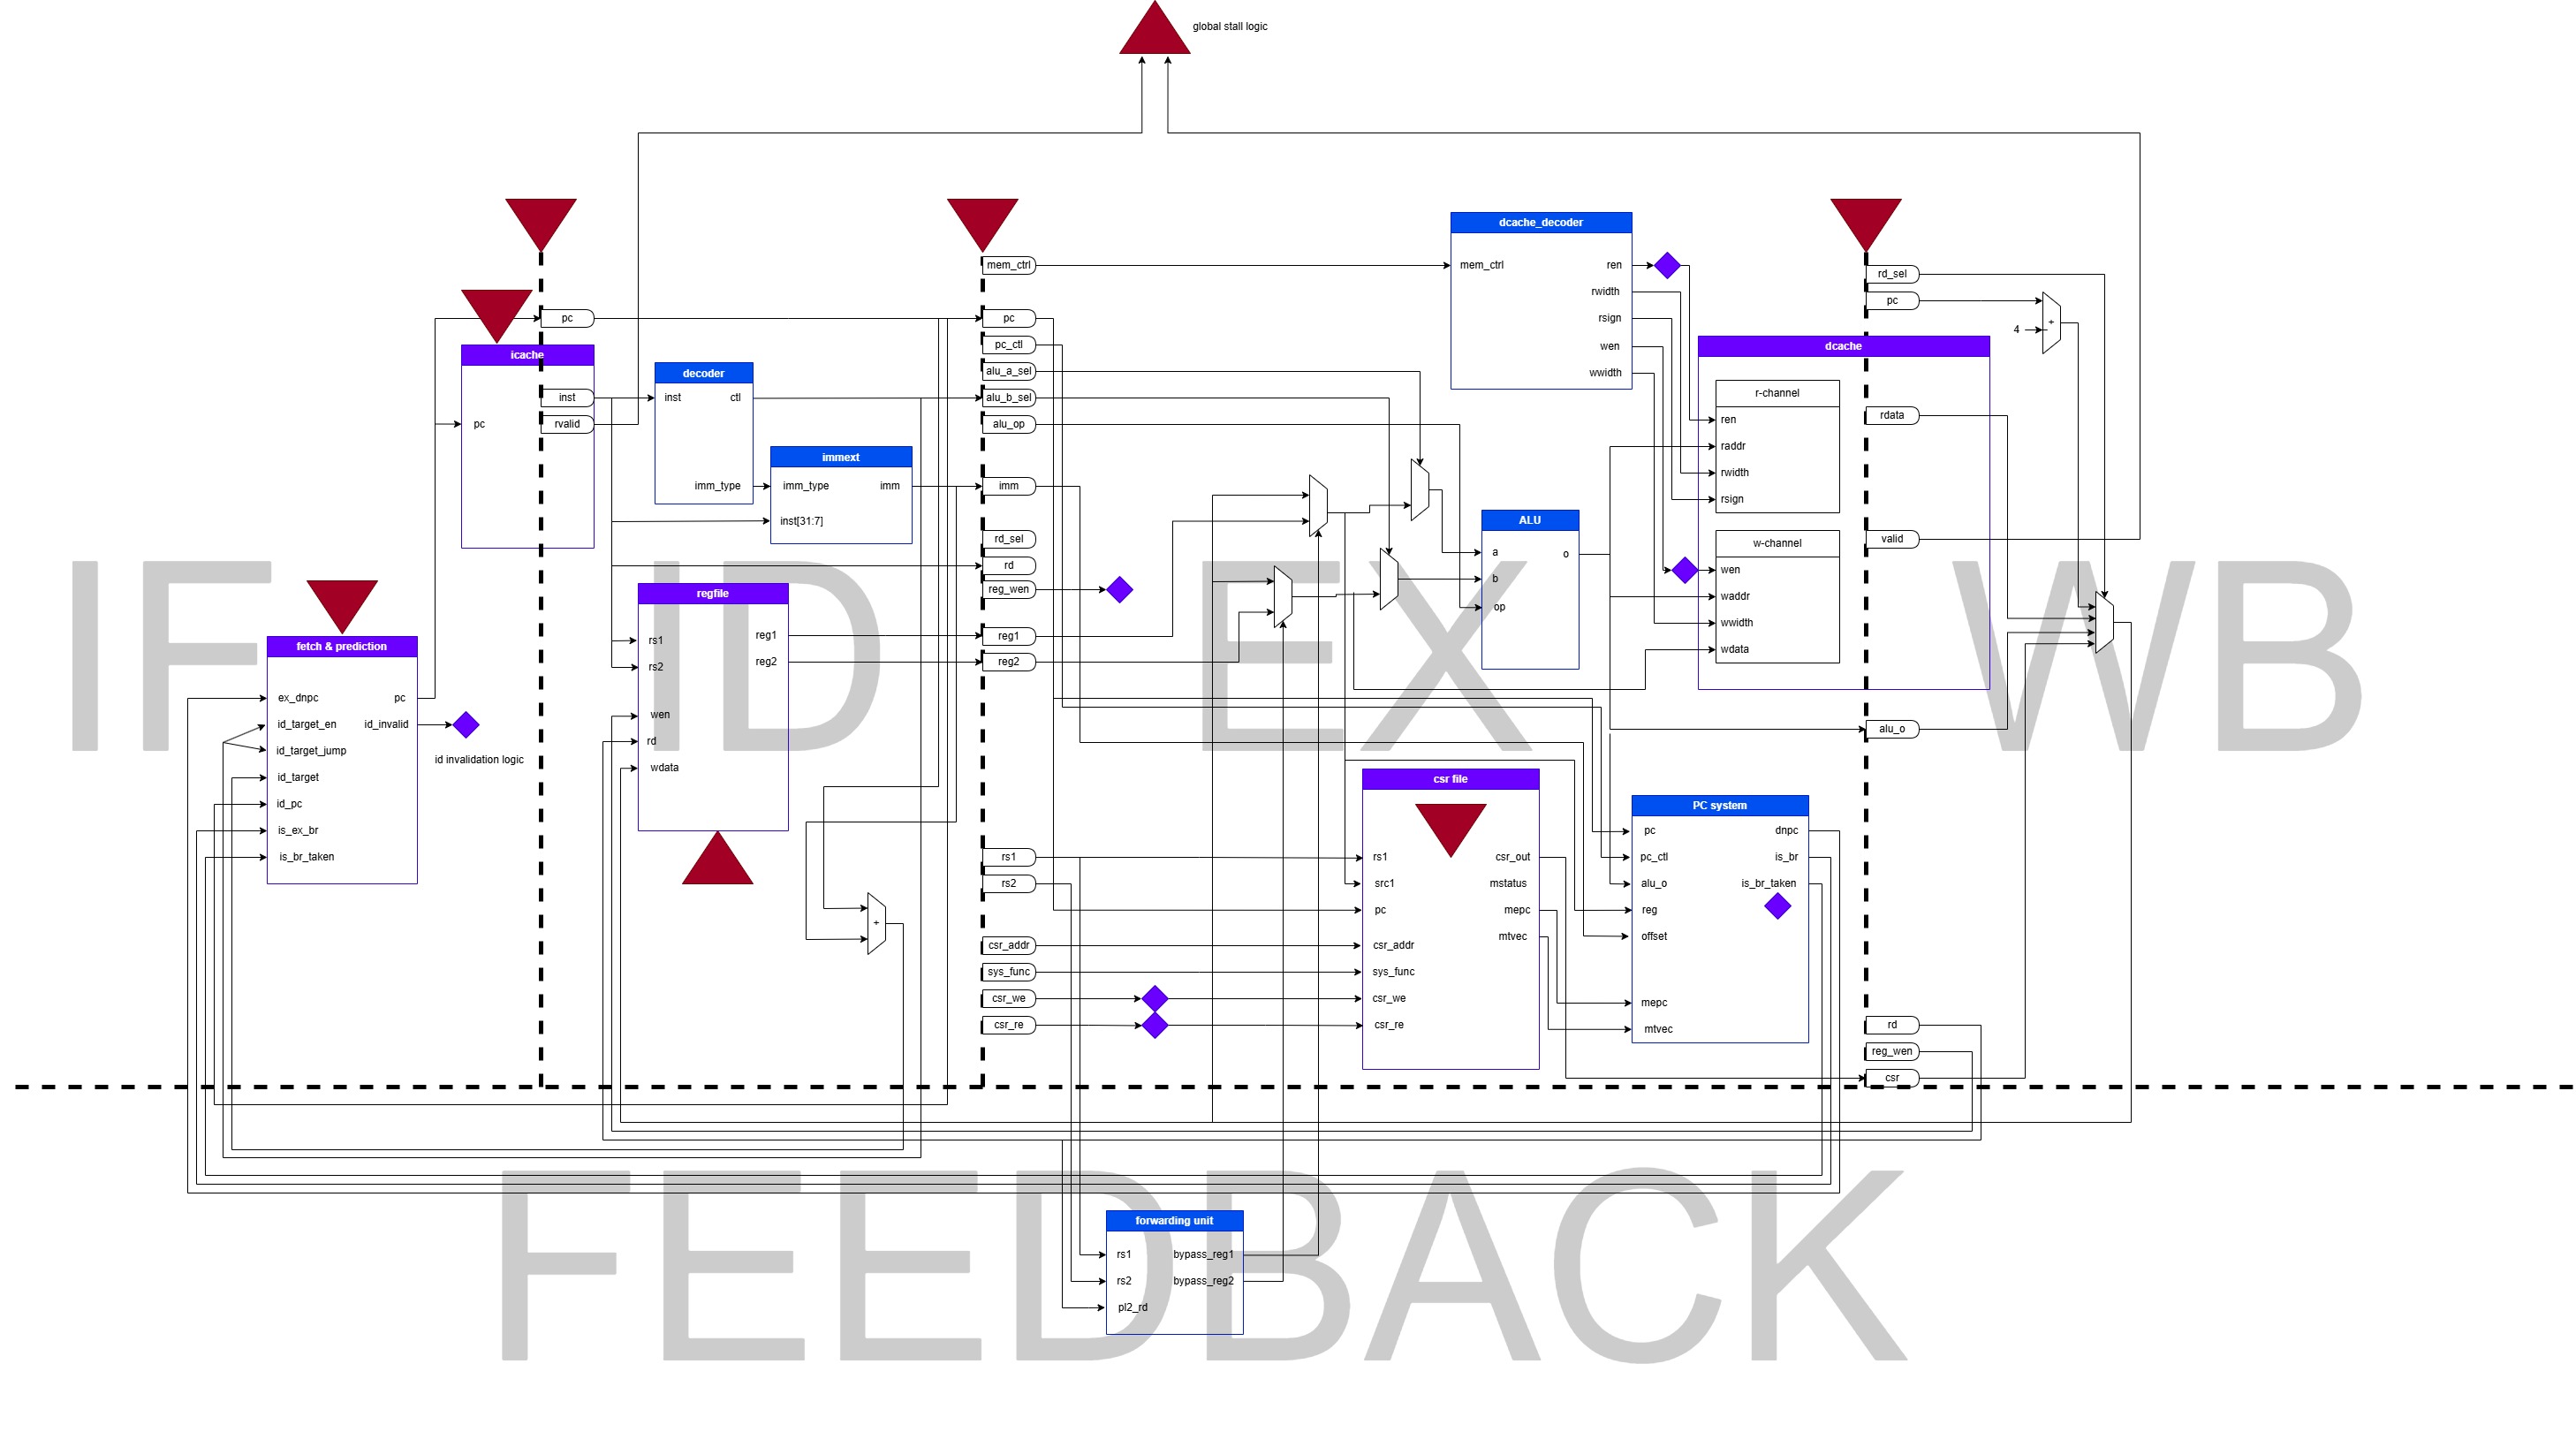 global stall logic
IF
ID
EX
WB
FEEDBACK
fetch & prediction
ex_dnpc
id_target_en
id_target_jump
id_target
id_pc
is_ex_br
is_br_taken
pc
id_invalid
id invalidation logic
icache
pc
pc
inst
rvalid
decoder
inst
ctl
imm_type
immext
imm_type
imm
inst[31:7]
regfile
rs1
rs2
wen
rd
wdata
reg1
reg2
+
mem_ctrl
pc
pc_ctl
alu_a_sel
alu_b_sel
alu_op
imm
rd_sel
rd
reg_wen
reg1
reg2
rs1
rs2
csr_addr
sys_func
csr_we
csr_re
dcache_decoder
mem_ctrl
ren
rwidth
rsign
wen
wwidth
ALU
a
b
op
o
dcache
r-channel
ren
raddr
rwidth
rsign
w-channel
wen
waddr
wwidth
wdata
csr file
rs1
src1
pc
csr_addr
sys_func
csr_we
csr_re
csr_out
mstatus
mepc
mtvec
PC system
pc
pc_ctl
alu_o
reg
offset
mepc
mtvec
dnpc
is_br
is_br_taken
rd_sel
pc
4
+
rdata
valid
alu_o
rd
reg_wen
csr
forwarding unit
rs1
rs2
pl2_rd
bypass_reg1
bypass_reg2